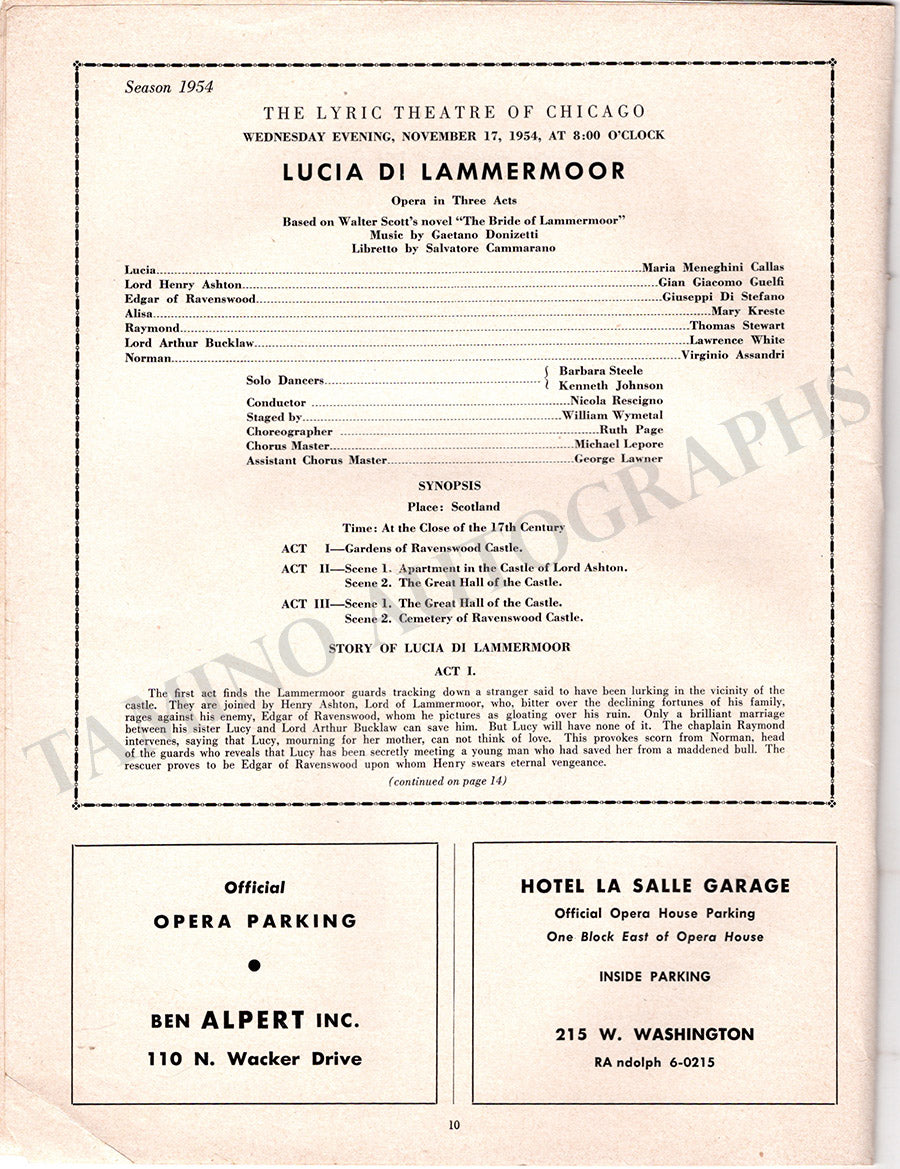 Season 1954
THE LYRIC THEATRE OF CHICAGO
WEDNESDAY EVENING, NOVEMBER 17, 1954, AT 8:00 O'CLOCK
LUCIA DI LAMMERMOOR
Opera in Three Acts
Based on Walter Scott's novel "The Bride of Lammermoor"
Music by Gaetano Donizetti
Libretto by Salvatore Cammarano
Lucia Maria Meneghini Callas
Lord Henry Ashton Gian Giacomo Guelfi
Edgar of Ravenswood Giuseppi Di Stefano
Alisa Mary Kreste
Raymond Thomas Stewart
Lord Arthur Bucklaw Lawrence White
Norman Virginio Assandri
Solo Dancers { Barbara Steele
Kenneth Johnson
Conductor Nicola Rescigno
Staged by William Wymetal
Choreographer Ruth Page
Chorus Master Michael Lepore
Assistant Chorus Master George Lawner
SYNOPSIS
Place: Scotland
Time: At the Close of the 17th Century
ACT I—Gardens of Ravenswood Castle.
ACT II—Scene 1. Apartment in the Castle of Lord Ashton.
Scene 2. The Great Hall of the Castle.
ACT III—Scene 1. The Great Hall of the Castle.
Scene 2. Cemetery of Ravenswood Castle.
STORY OF LUCIA DI LAMMERMOOR
ACT I.
The first act finds the Lammermoor guards tracking down a stranger said to have been lurking in the vicinity of the
castle. They are joined by Henry Ashton, Lord of Lammermoor, who, bitter over the declining fortunes of his family,
rages against his enemy, Edgar of Ravenswood, whom he pictures as gloating over his ruin. Only a brilliant marriage
between his sister Lucy and Lord Arthur Bucklaw can save him. But Lucy will have none of it. The chaplain Raymond
intervenes, saying that Lucy, mourning for her mother, can not think of love. This provokes scorn from Norman, head
of the guards who reveals that Lucy has been secretly meeting a young man who had saved her from a maddened bull. The
rescuer proves to be Edgar of Ravenswood upon whom Henry swears eternal vengeance.
(continued on page 14)
TAMINO AUTOGRAPHS
Official
OPERA PARKING
BEN ALPERT INC.
110 N. Wacker Drive
HOTEL LA SALLE GARAGE
Official Opera House Parking
One Block East of Opera House
INSIDE PARKING
215 W. WASHINGTON
RA ndolph 6-0215
10